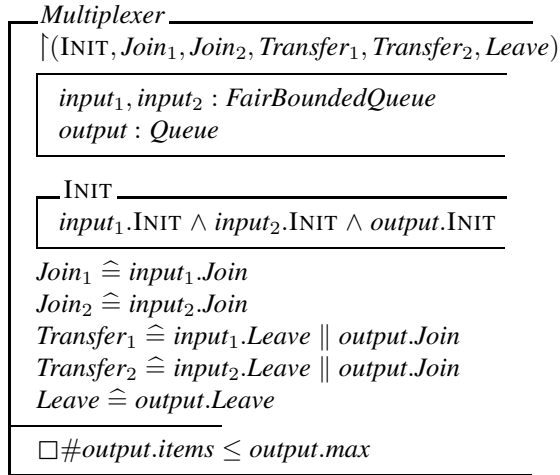 Multiplexer
↾(INIT, Join₁, Join₂, Transfer₁, Transfer₂, Leave)
input₁, input₂ : FairBoundedQueue
output : Queue
INIT
input₁.INIT ∧ input₂.INIT ∧ output.INIT
Join₁ ≙ input₁.Join
Join₂ ≙ input₂.Join
Transfer₁ ≙ input₁.Leave ∥ output.Join
Transfer₂ ≙ input₂.Leave ∥ output.Join
Leave ≙ output.Leave
□#output.items ≤ output.max